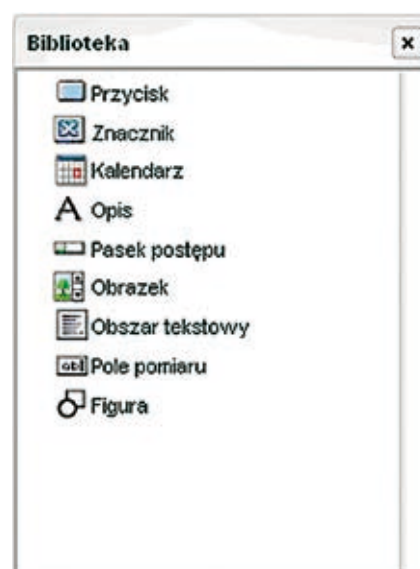 Biblioteka
Przycisk
Znacznik
Kalendarz
A Opis
Pasek postępu
Obrazek
Obszar tekstowy
Pole pomiaru
Figura